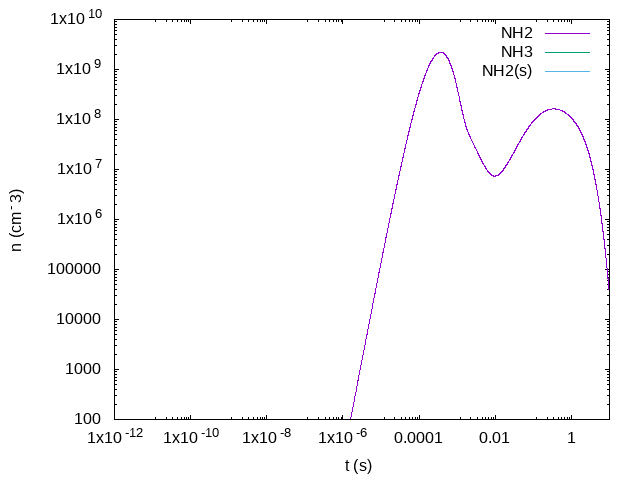 1x10^10
1x10^9
1x10^8
1x10^7
1x10^6
100000
10000
1000
100
n (cm^-3)
NH2
NH3
NH2(s)
1x10^-12
1x10^-10
1x10^-8
1x10^-6
0.0001
0.01
1
t (s)